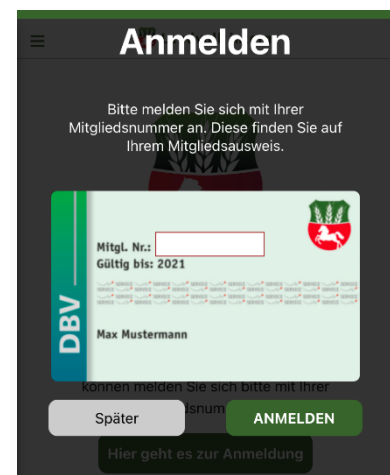 Anmelden
Bitte melden Sie sich mit Ihrer
Mitgliedsnummer an. Diese finden Sie auf
Ihrem Mitgliedsausweis.
Mitgl. Nr.:
Gültig bis: 2021
DBV
Max Mustermann
können melden Sie sich bitte mit Ihrer
Später
ANMELDEN
Hier geht es zur Anmeldung